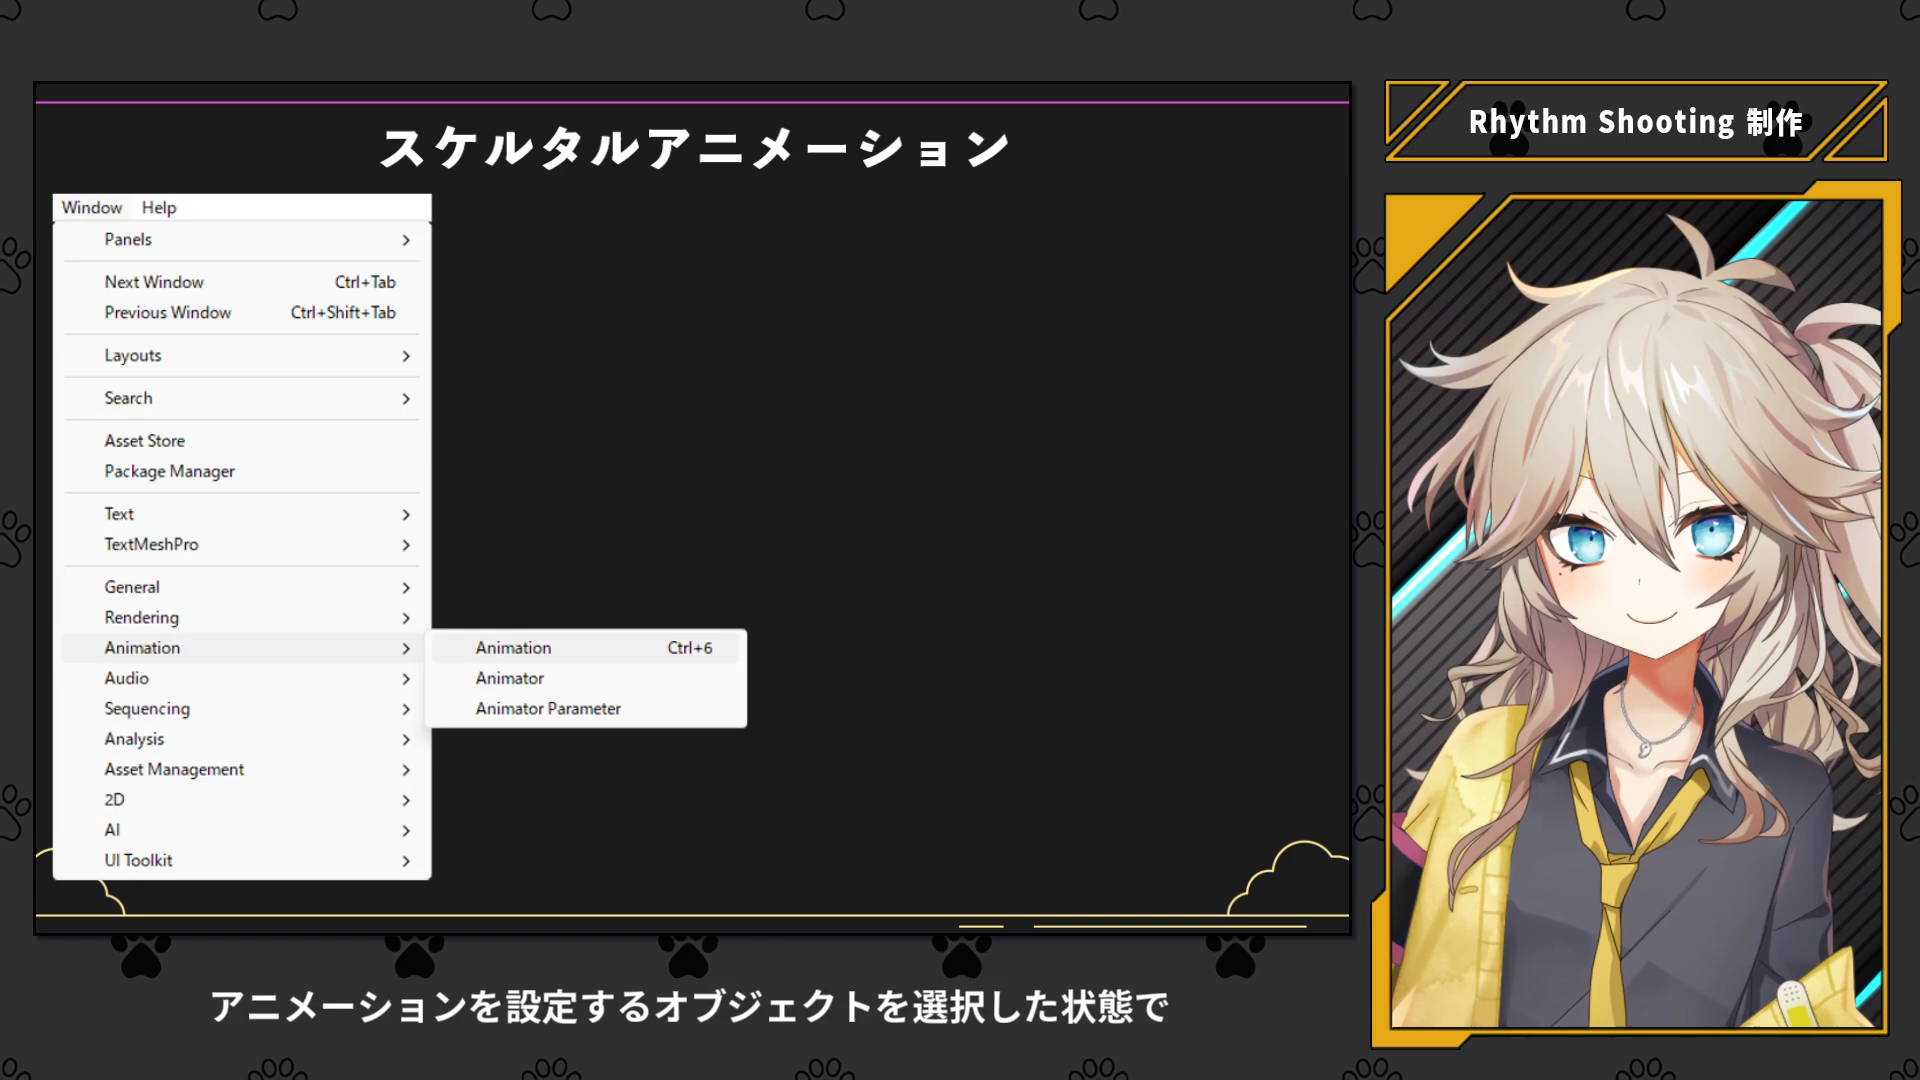 スケルタルアニメーション
Window Help
Panels
Next Window Ctrl+Tab
Previous Window Ctrl+Shift+Tab
Layouts
Search
Asset Store
Package Manager
Text
TextMeshPro
General
Rendering
Animation
Audio
Sequencing
Analysis
Asset Management
2D
AI
UI Toolkit
Animation Ctrl+6
Animator
Animator Parameter
Rhythm Shooting 制作
アニメーションを設定するオブジェクトを選択した状態で